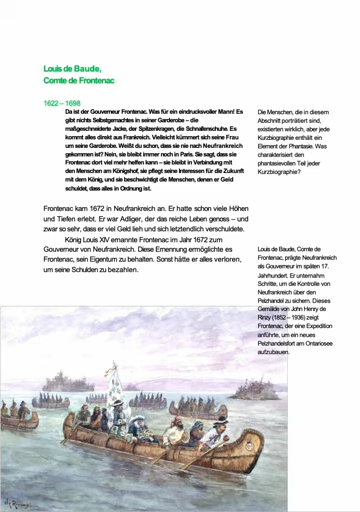 Louis de Baude,
Comte de Frontenac
1622 – 1698
Da ist der Gouverneur Frontenac. Was für ein eindrucksvoller Mann! Es
gibt nichts Selbstgemachtes in seiner Garderobe – die
maßgeschneiderte Jacke, der Spitzenkragen, die Schnallenschuhe. Es
kommt alles direkt aus Frankreich. Vielleicht kümmert sich seine Frau
um seine Garderobe. Weißt du schon, dass sie nie nach Neufrankreich
gekommen ist? Nein, sie bleibt immer noch in Paris. Sie sagt, dass sie
Frontenac dort viel mehr helfen kann – sie bleibt in Verbindung mit
den Menschen am Königshof, sie pflegt seine Interessen für die Zukunft
mit dem König, und sie beschwichtigt die Menschen, denen er Geld
schuldet, dass alles in Ordnung ist.
Die Menschen, die in diesem
Abschnitt porträtiert sind,
existierten wirklich, aber jede
Kurzbiographie enthält ein
Element der Phantasie. Was
charakterisiert den
phantasievollen Teil jeder
Kurzbiographie?
Frontenac kam 1672 in Neufrankreich an. Er hatte schon viele Höhen
und Tiefen erlebt. Er war Adliger, der das reiche Leben genoss – und
zwar so sehr, dass er viel Geld lieh und sich letztendlich verschuldete.
König Louis XIV ernannte Frontenac im Jahr 1672 zum
Gouverneur von Neufrankreich. Diese Ernennung ermöglichte es
Frontenac, sein Eigentum zu behalten. Sonst hätte er alles verloren,
um seine Schulden zu bezahlen.
Louis de Baude, Comte de
Frontenac, prägte Neufrankreich
als Gouverneur im späten 17.
Jahrhundert. Er unternahm
Schritte, um die Kontrolle von
Neufrankreich über den
Pelzhandel zu sichern. Dieses
Gemälde von John Henry de
Rinzy (1852 – 1936) zeigt
Frontenac, der eine Expedition
anführte, um ein neues
Pelzhandelsfort am Ontariosee
aufzubauen.